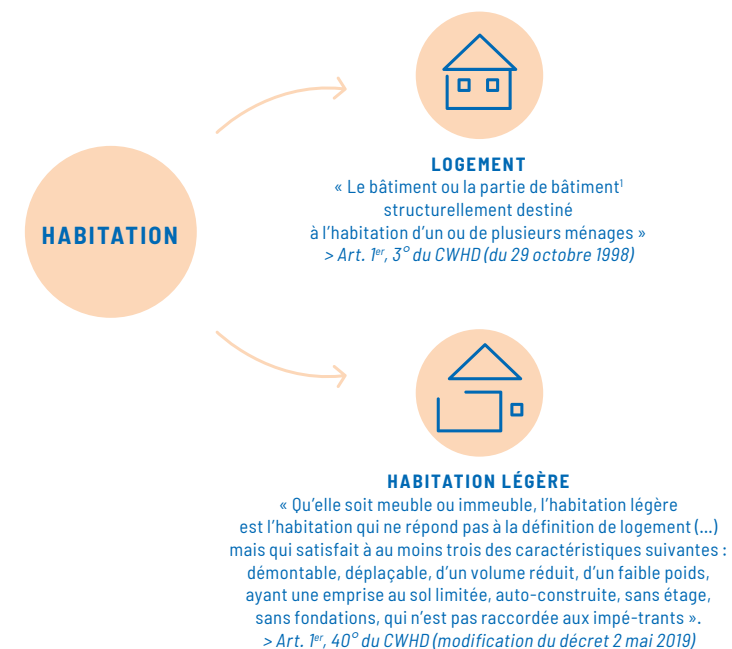 HABITATION
LOGEMENT
« Le bâtiment ou la partie de bâtiment¹
structurellement destiné
à l'habitation d'un ou de plusieurs ménages »
> Art. 1er, 3° du CWHD (du 29 octobre 1998)
HABITATION LÉGÈRE
« Qu'elle soit meuble ou immeuble, l'habitation légère
est l'habitation qui ne répond pas à la définition de logement (...)
mais qui satisfait à au moins trois des caractéristiques suivantes :
démontable, déplaçable, d'un volume réduit, d'un faible poids,
ayant une emprise au sol limitée, auto-construite, sans étage,
sans fondations, qui n'est pas raccordée aux impé-trants ».
> Art. 1er, 40° du CWHD (modification du décret 2 mai 2019)